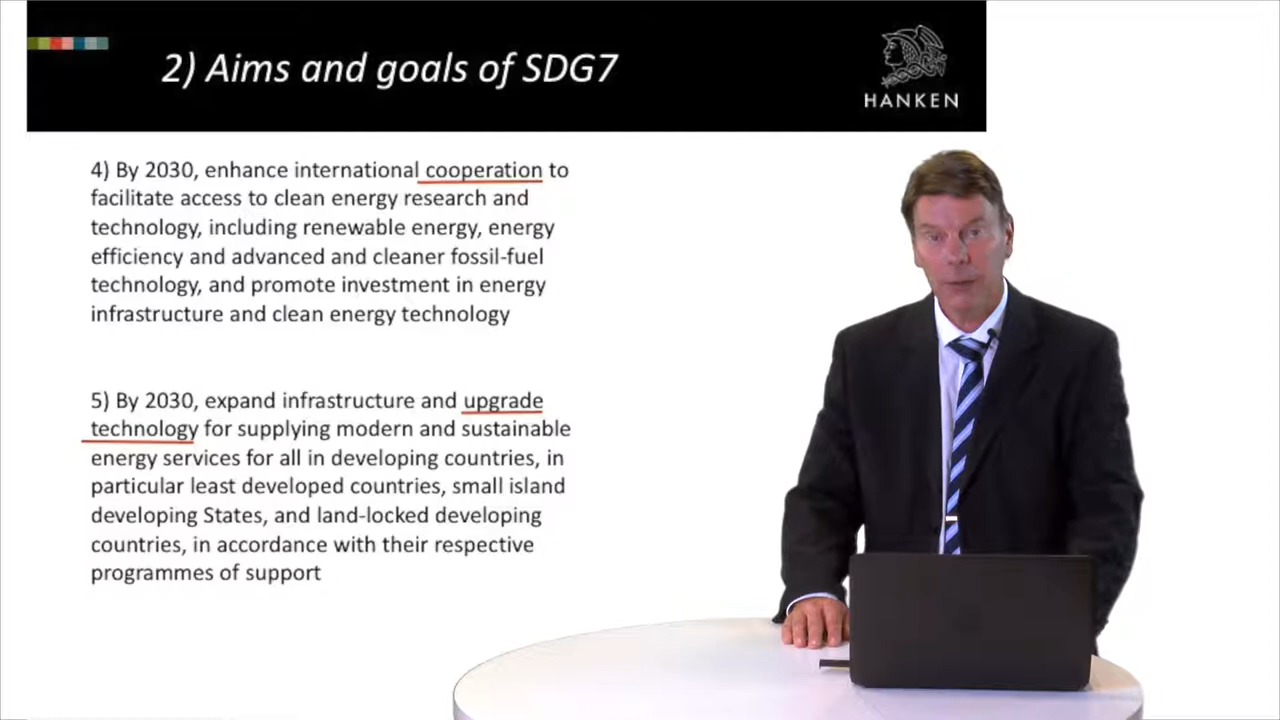 2) Aims and goals of SDG7
HANKEN
4) By 2030, enhance international cooperation to
facilitate access to clean energy research and
technology, including renewable energy, energy
efficiency and advanced and cleaner fossil-fuel
technology, and promote investment in energy
infrastructure and clean energy technology
5) By 2030, expand infrastructure and upgrade
technology for supplying modern and sustainable
energy services for all in developing countries, in
particular least developed countries, small island
developing States, and land-locked developing
countries, in accordance with their respective
programmes of support